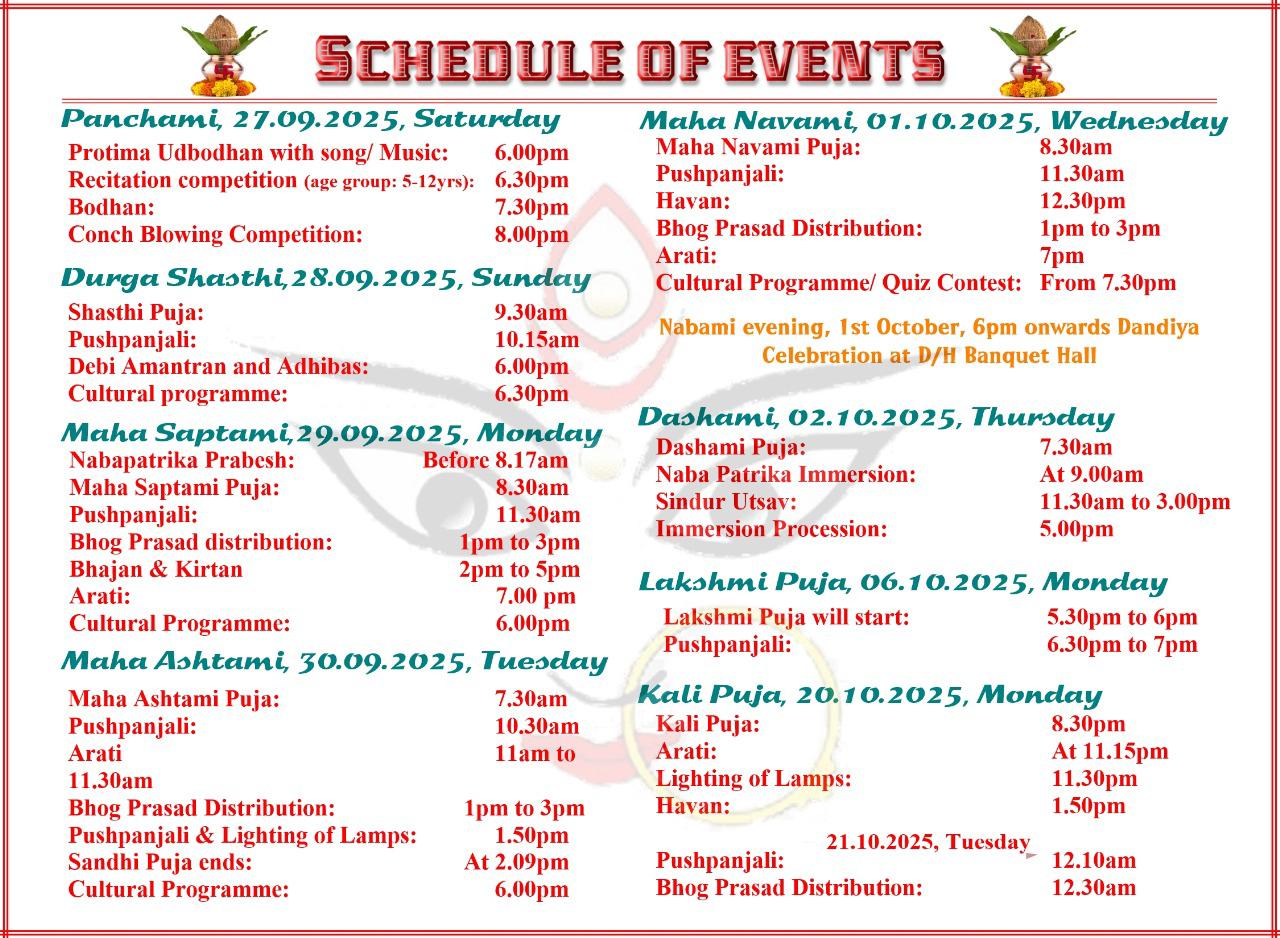 SCHEDULE OF EVENTS
Panchami, 27.09.2025, Saturday
Protima Udbodhan with song/ Music: 6.00pm
Recitation competition (age group: 5-12yrs): 6.30pm
Bodhan: 7.30pm
Conch Blowing Competition: 8.00pm
Durga Shasthi,28.09.2025, Sunday
Shasthi Puja: 9.30am
Pushpanjali: 10.15am
Debi Amantran and Adhibas: 6.00pm
Cultural programme: 6.30pm
Maha Saptami,29.09.2025, Monday
Nabapatrika Prabesh: Before 8.17am
Maha Saptami Puja: 8.30am
Pushpanjali: 11.30am
Bhog Prasad distribution: 1pm to 3pm
Bhajan & Kirtan 2pm to 5pm
Arati: 7.00 pm
Cultural Programme: 6.00pm
Maha Ashtami, 30.09.2025, Tuesday
Maha Ashtami Puja: 7.30am
Pushpanjali: 10.30am
Arati 11am to
11.30am
Bhog Prasad Distribution: 1pm to 3pm
Pushpanjali & Lighting of Lamps: 1.50pm
Sandhi Puja ends: At 2.09pm
Cultural Programme: 6.00pm
Maha Navami, 01.10.2025, Wednesday
Maha Navami Puja: 8.30am
Pushpanjali: 11.30am
Havan: 12.30pm
Bhog Prasad Distribution: 1pm to 3pm
Arati: 7pm
Cultural Programme/ Quiz Contest: From 7.30pm
Nabami evening, 1st October, 6pm onwards Dandiya
Celebration at D/H Banquet Hall
Dashami, 02.10.2025, Thursday
Dashami Puja: 7.30am
Naba Patrika Immersion: At 9.00am
Sindur Utsav: 11.30am to 3.00pm
Immersion Procession: 5.00pm
Lakshmi Puja, 06.10.2025, Monday
Lakshmi Puja will start: 5.30pm to 6pm
Pushpanjali: 6.30pm to 7pm
Kali Puja, 20.10.2025, Monday
Kali Puja: 8.30pm
Arati: At 11.15pm
Lighting of Lamps: 11.30pm
Havan: 1.50pm
21.10.2025, Tuesday
Pushpanjali: 12.10am
Bhog Prasad Distribution: 12.30am